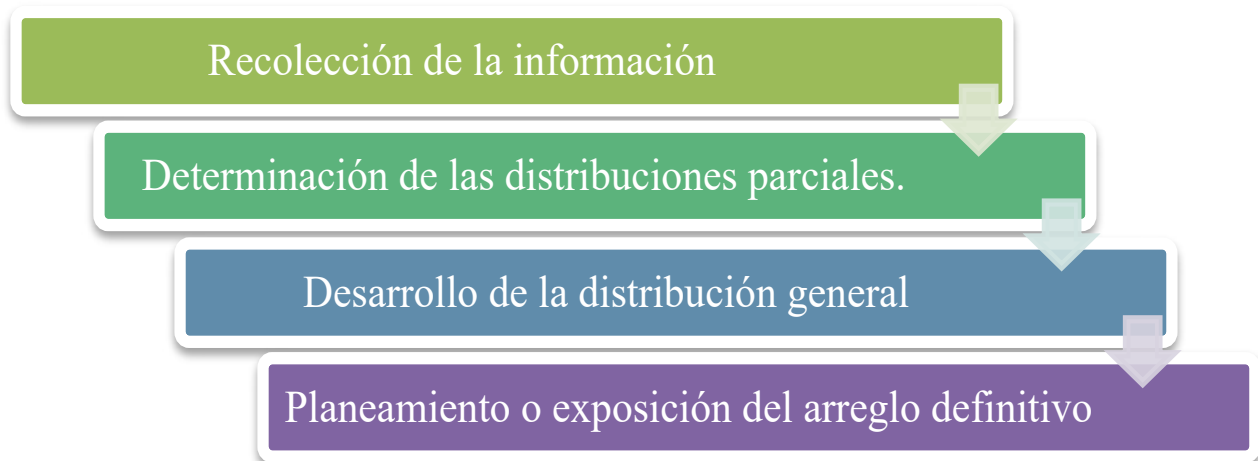 Recolección de la información
Determinación de las distribuciones parciales.
Desarrollo de la distribución general
Planeamiento o exposición del arreglo definitivo